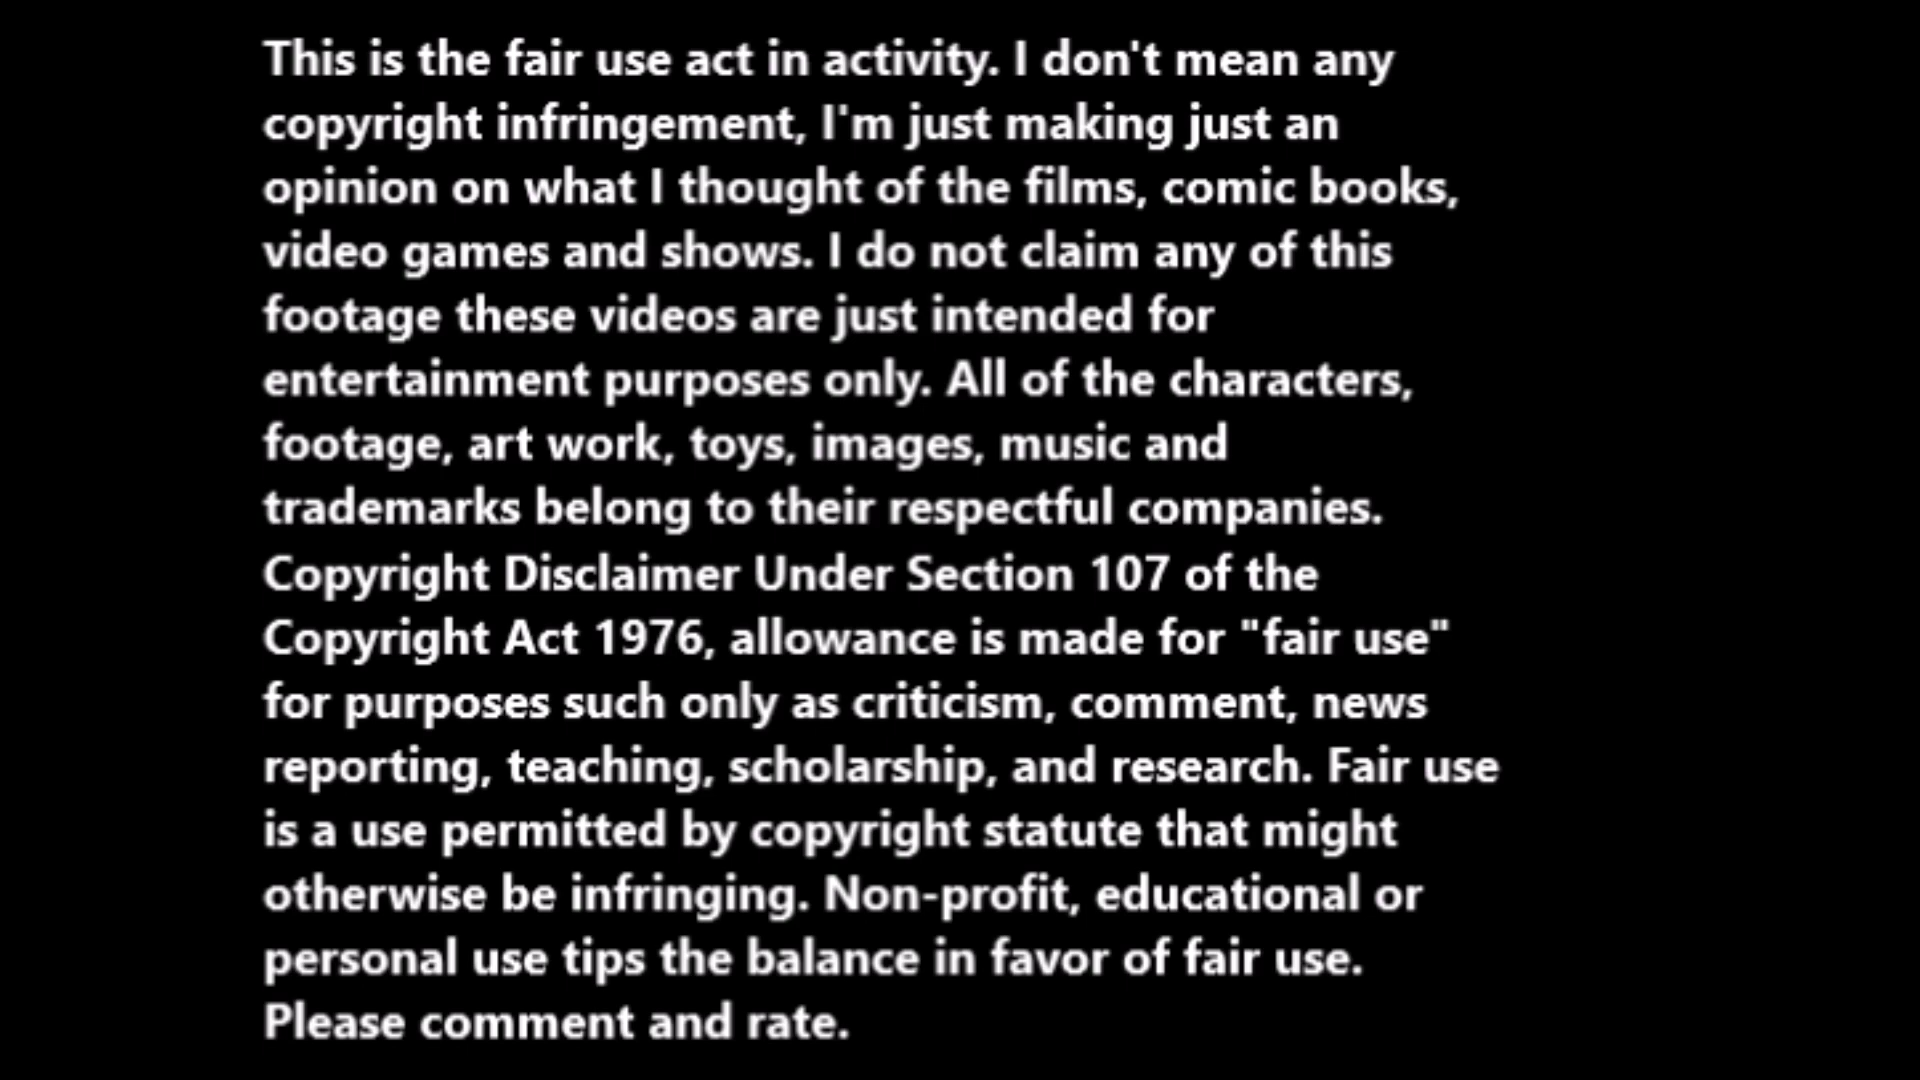 This is the fair use act in activity. I don't mean any
copyright infringement, I'm just making just an
opinion on what I thought of the films, comic books,
video games and shows. I do not claim any of this
footage these videos are just intended for
entertainment purposes only. All of the characters,
footage, art work, toys, images, music and
trademarks belong to their respectful companies.
Copyright Disclaimer Under Section 107 of the
Copyright Act 1976, allowance is made for "fair use"
for purposes such only as criticism, comment, news
reporting, teaching, scholarship, and research. Fair use
is a use permitted by copyright statute that might
otherwise be infringing. Non-profit, educational or
personal use tips the balance in favor of fair use.
Please comment and rate.